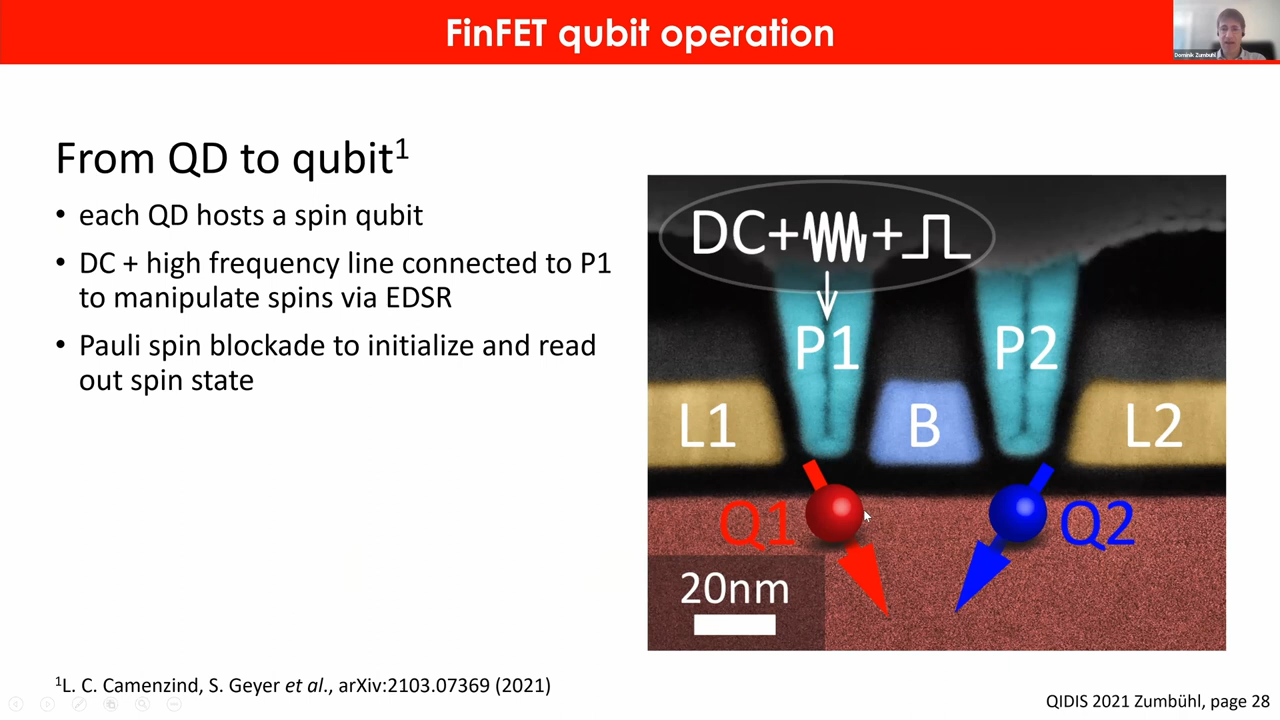 FinFET qubit operation
Dominik Zumbühl
From QD to qubit¹
• each QD hosts a spin qubit
• DC + high frequency line connected to P1
to manipulate spins via EDSR
• Pauli spin blockade to initialize and read
out spin state
DC+ +
P1
P2
L1
B
L2
Q1
Q2
20nm
¹L. C. Camenzind, S. Geyer et al., arXiv:2103.07369 (2021)
QIDIS 2021 Zumbühl, page 28